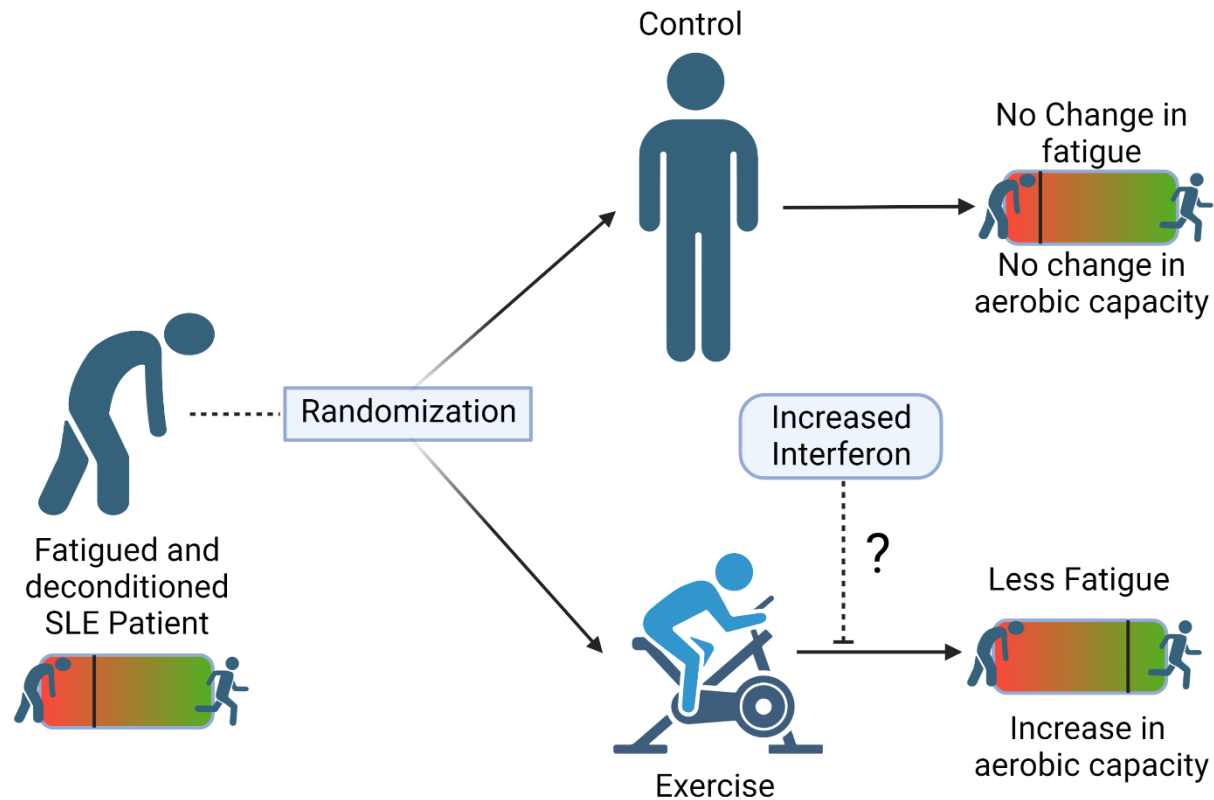 Control
No Change in
fatigue
No change in
aerobic capacity
Randomization
Fatigued and
deconditioned
SLE Patient
Increased
Interferon
?
Exercise
Less Fatigue
Increase in
aerobic capacity